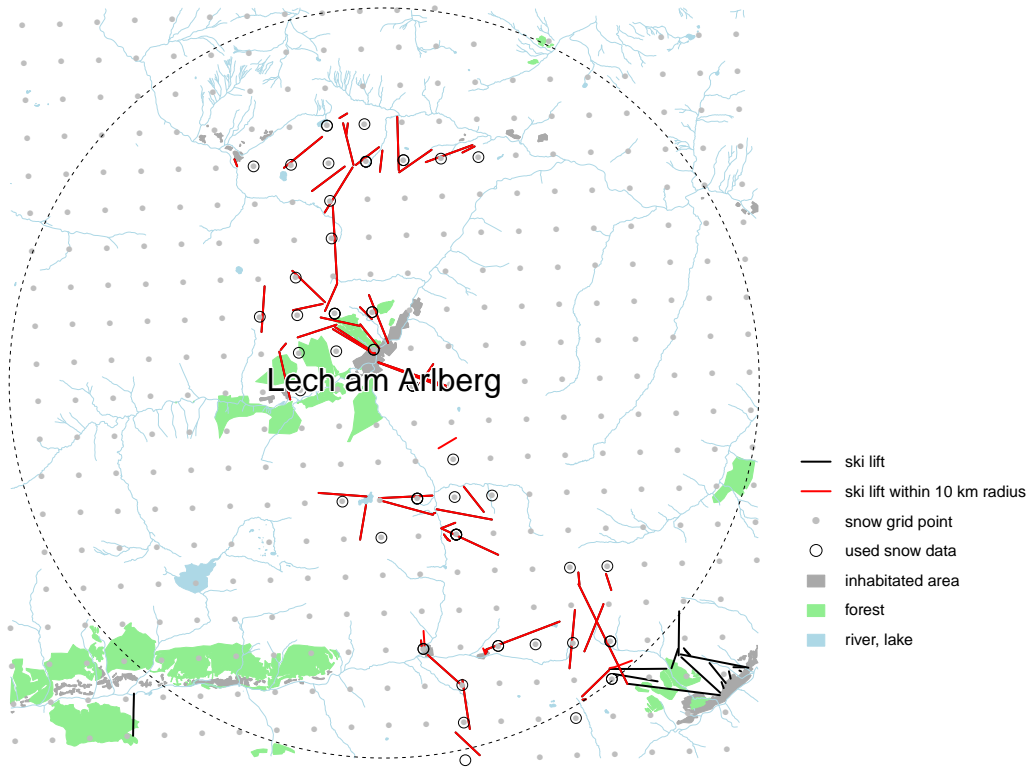 Lech am Arlberg
ski lift
ski lift within 10 km radius
snow grid point
used snow data
inhabitated area
forest
river, lake